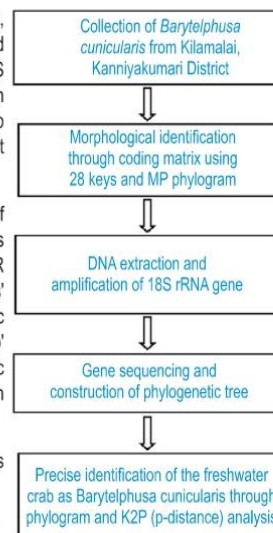 Collection of Barytelphusa
cunicularis from Kilamalai,
Kanniyakumari District
Morphological identification
through coding matrix using
28 keys and MP phylogram
DNA extraction and
amplification of 18S rRNA gene
Gene sequencing and
construction of phylogenetic tree
Precise identification of the freshwater
crab as Barytelphusa cunicularis through
phylogram and K2P (p-distance) analysis